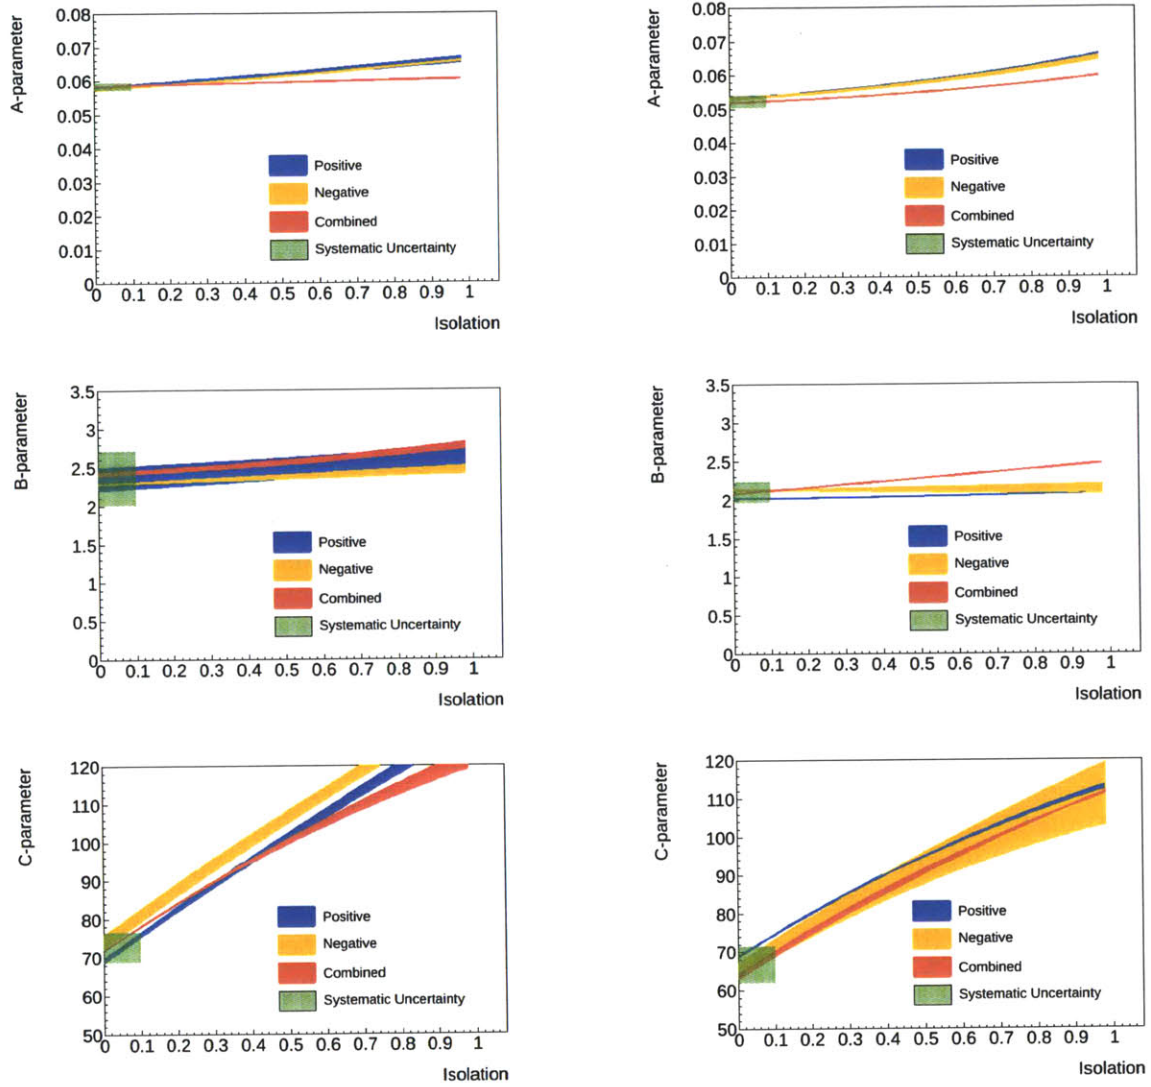 A-parameter
0.08
0.07
0.06
0.05
0.04
0.03
0.02
0.01
0
Positive
Negative
Combined
Systematic Uncertainty
0 0.1 0.2 0.3 0.4 0.5 0.6 0.7 0.8 0.9 1
Isolation
A-parameter
0.08
0.07
0.06
0.05
0.04
0.03
0.02
0.01
0
Positive
Negative
Combined
Systematic Uncertainty
0 0.1 0.2 0.3 0.4 0.5 0.6 0.7 0.8 0.9 1
Isolation
B-parameter
3.5
3
2.5
2
1.5
1
0.5
0
Positive
Negative
Combined
Systematic Uncertainty
0 0.1 0.2 0.3 0.4 0.5 0.6 0.7 0.8 0.9 1
Isolation
B-parameter
3.5
3
2.5
2
1.5
1
0.5
0
Positive
Negative
Combined
Systematic Uncertainty
0 0.1 0.2 0.3 0.4 0.5 0.6 0.7 0.8 0.9 1
Isolation
C-parameter
120
110
100
90
80
70
60
50
Positive
Negative
Combined
Systematic Uncertainty
0 0.1 0.2 0.3 0.4 0.5 0.6 0.7 0.8 0.9 1
Isolation
C-parameter
120
110
100
90
80
70
60
50
Positive
Negative
Combined
Systematic Uncertainty
0 0.1 0.2 0.3 0.4 0.5 0.6 0.7 0.8 0.9 1
Isolation